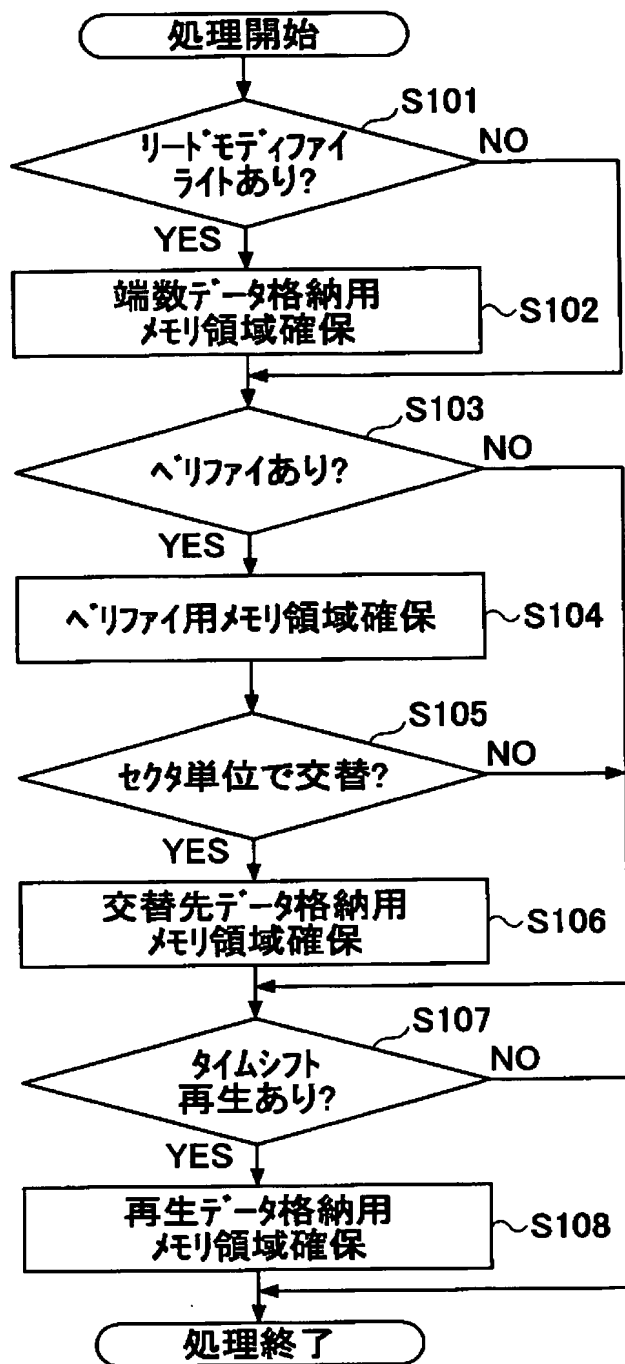 処理開始
S101
リードモディファイ
ライトあり?
NO
YES
端数データ格納用
メモリ領域確保
S102
S103
ベリファイあり?
NO
YES
ベリファイ用メモリ領域確保
S104
S105
セクタ単位で交替?
NO
YES
交替先データ格納用
メモリ領域確保
S106
S107
タイムシフト
再生あり?
NO
YES
再生データ格納用
メモリ領域確保
S108
処理終了